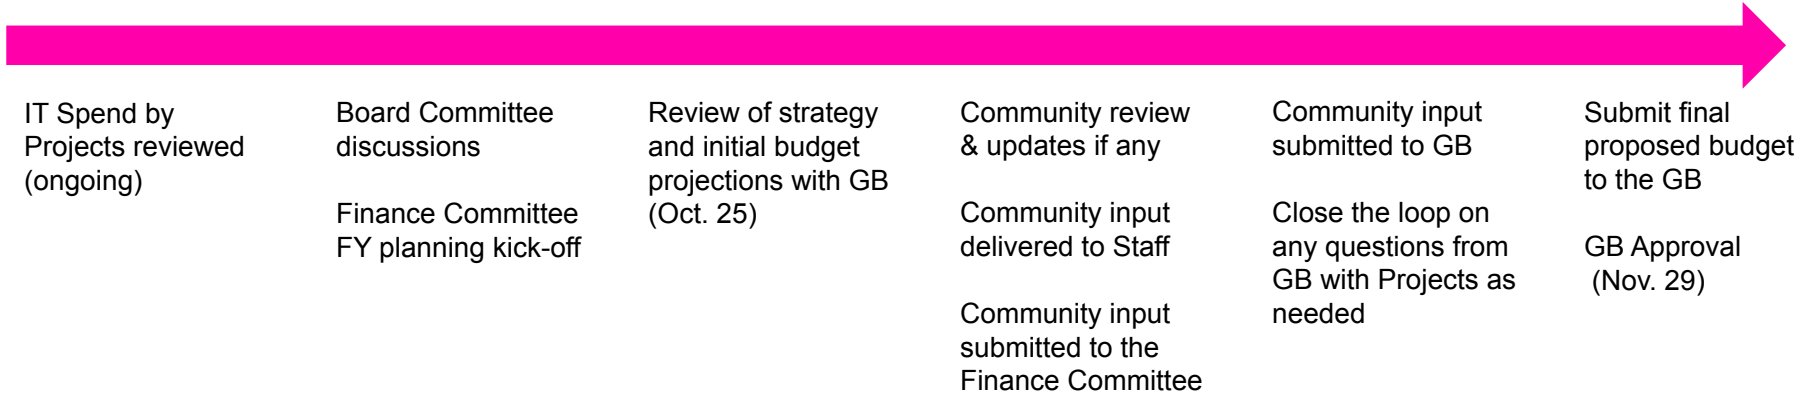 IT Spend by
Projects reviewed
(ongoing)
Board Committee
discussions
Finance Committee
FY planning kick-off
Review of strategy
and initial budget
projections with GB
(Oct. 25)
Community review
& updates if any
Community input
delivered to Staff
Community input
submitted to the
Finance Committee
Community input
submitted to GB
Close the loop on
any questions from
GB with Projects as
needed
Submit final
proposed budget
to the GB
GB Approval
(Nov. 29)